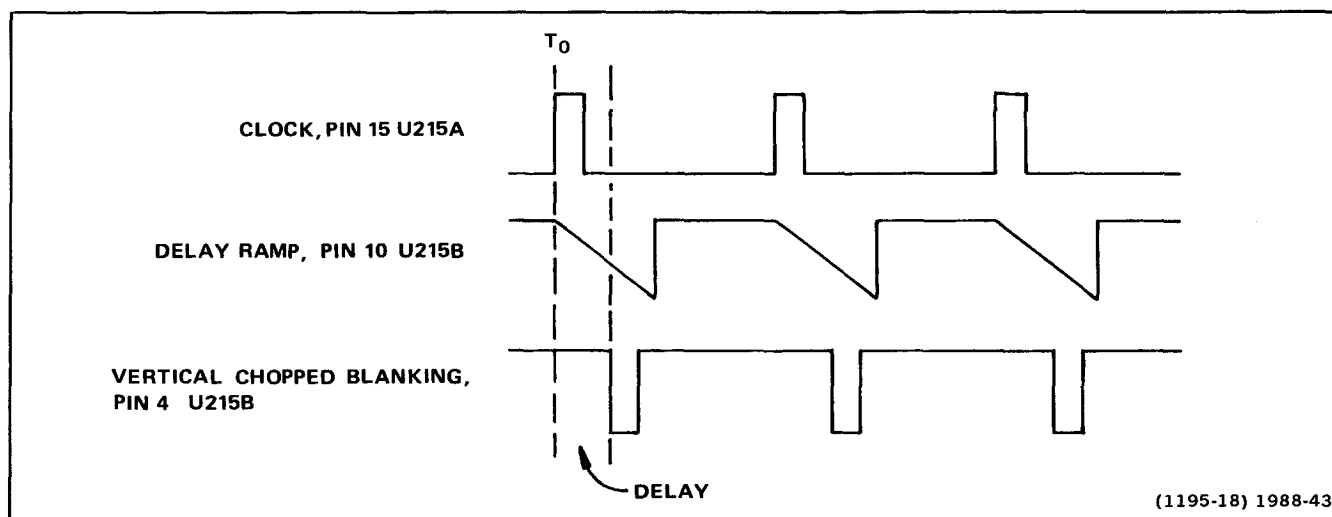 T0
CLOCK, PIN 15 U215A
DELAY RAMP, PIN 10 U215B
VERTICAL CHOPPED BLANKING,
PIN 4 U215B
DELAY
(1195-18) 1988-43